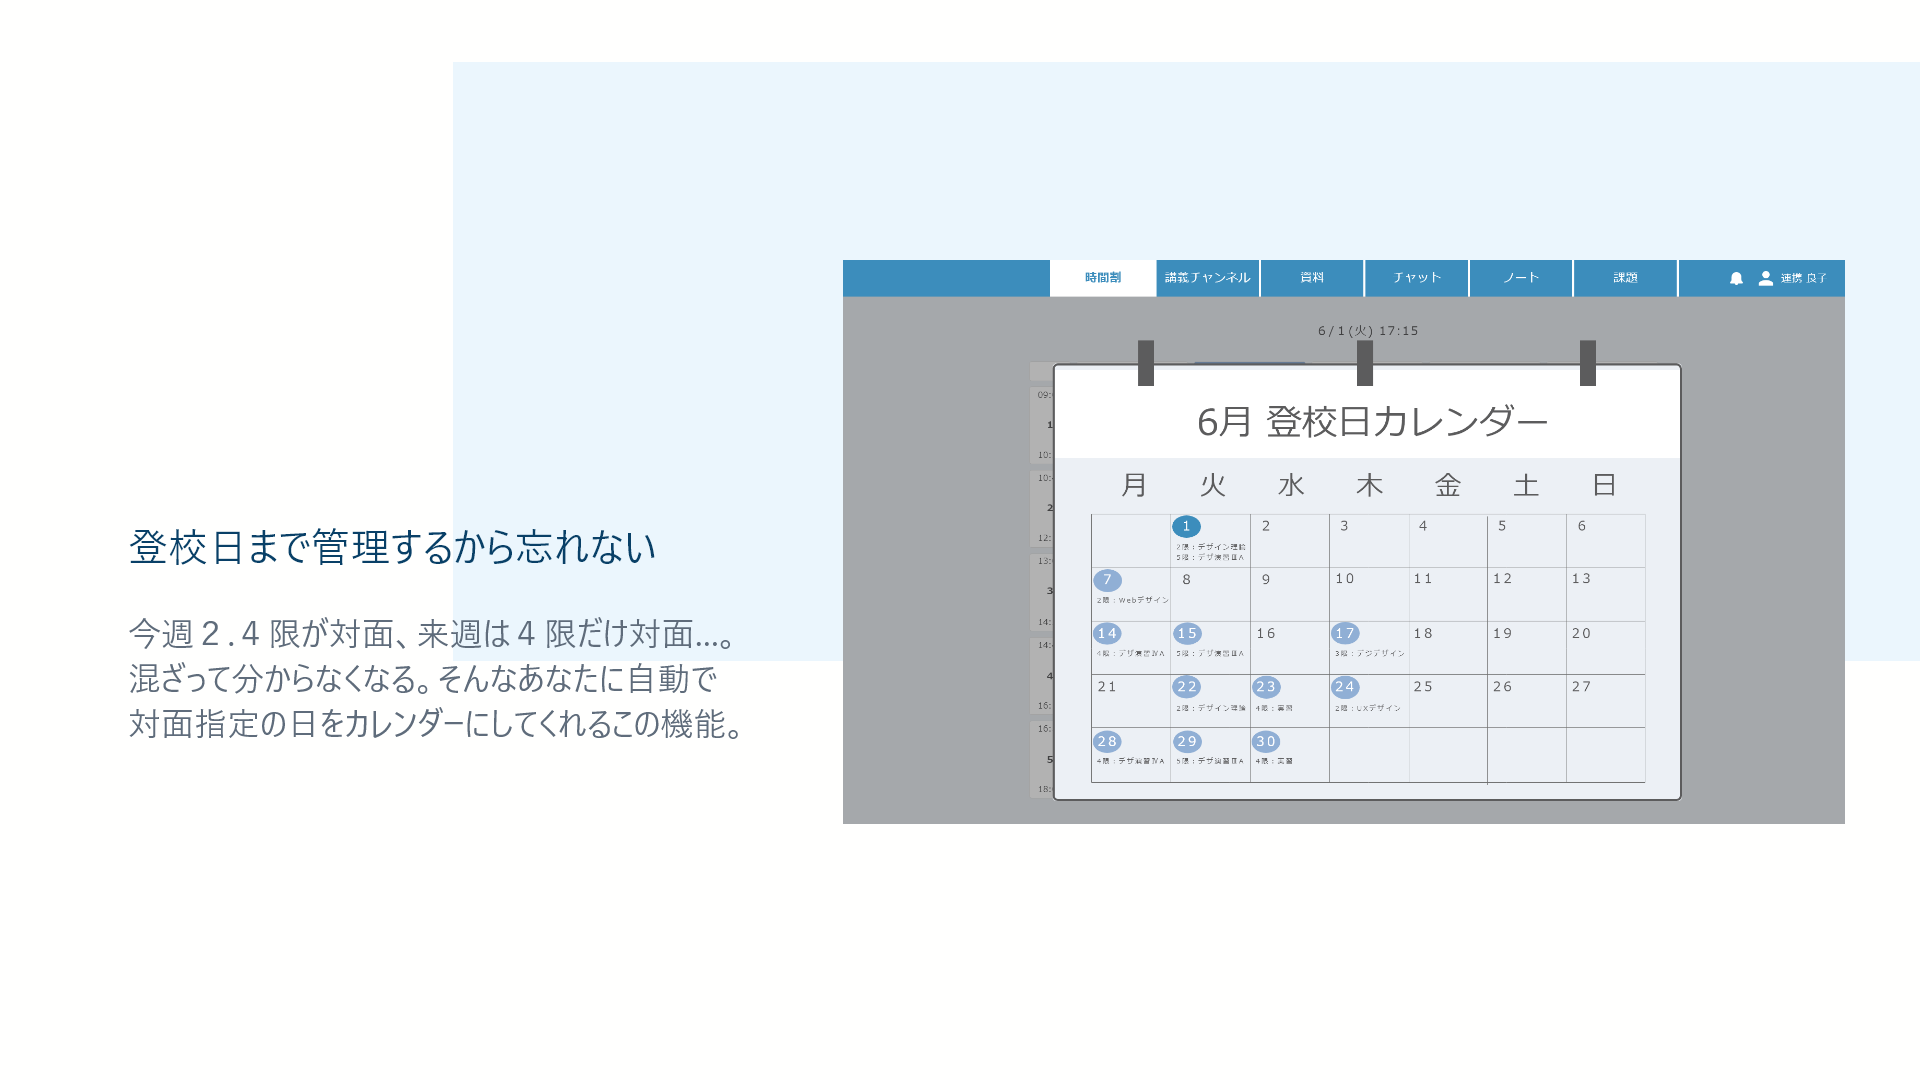 登校日まで管理するから忘れない
今週２.４限が対面、来週は４限だけ対面...。
混ざって分からなくなる。そんなあなたに自動で
対面指定の日をカレンダーにしてくれるこの機能。
時間割 講義チャンネル 資料 チャット ノート 課題 連携 良子
6/1(火) 17:15
09:
1
10:
10:
2
12:
13:
3
14:
14:
4
16:
16:
5
18:
6月 登校日カレンダー
月 火 水 木 金 土 日
1 2 3 4 5 6
2限：デザイン理論
5限：デザ演習ⅢA
7 8 9 10 11 12 13
2限：Webデザイン
14 15 16 17 18 19 20
4限：デザ演習ⅣA 5限：デザ演習ⅢA 3限：デジデザイン
21 22 23 24 25 26 27
2限：デザイン理論 4限：実習 2限：UXデザイン
28 29 30
4限：デザ演習ⅣA 5限：デザ演習ⅢA 4限：実習